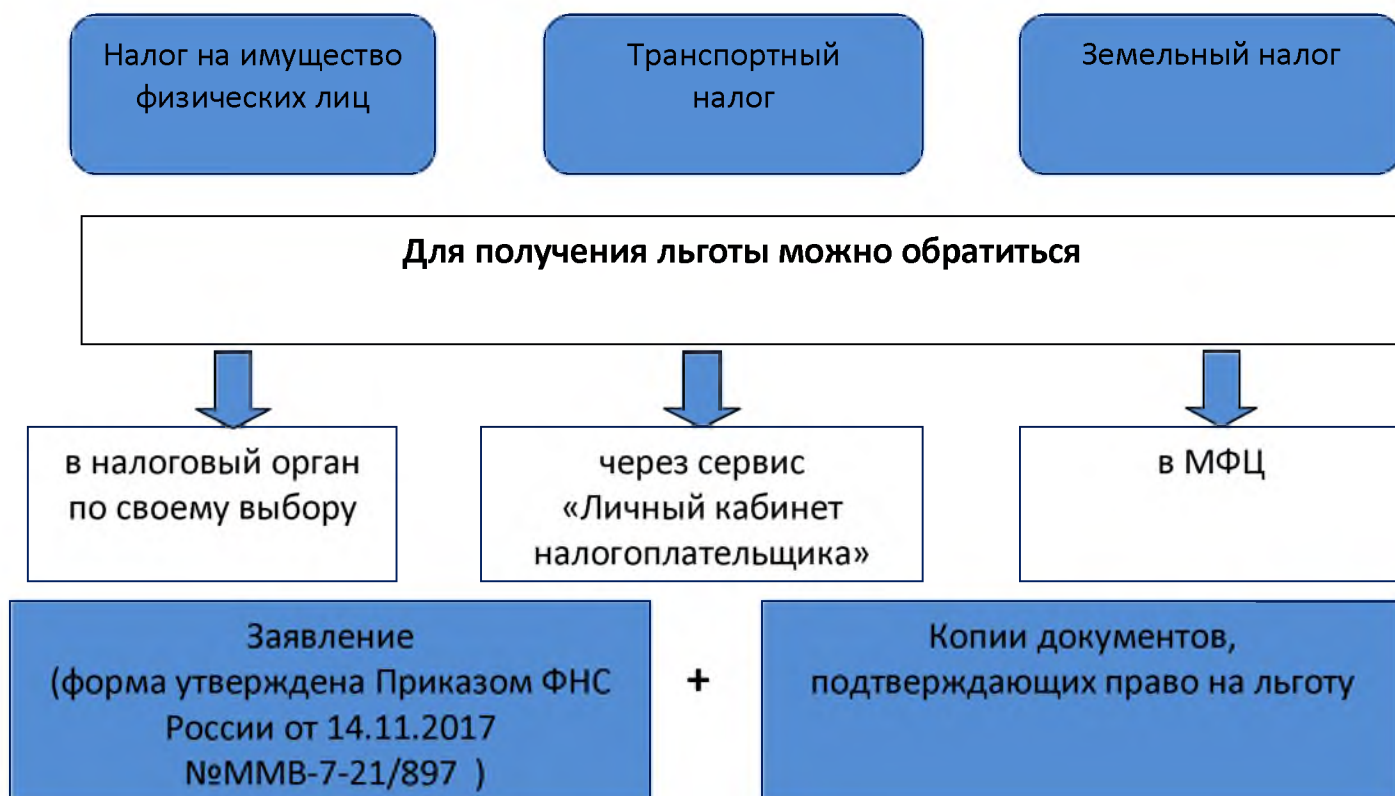 Налог на имущество
физических лиц
Транспортный
налог
Земельный налог
Для получения льготы можно обратиться
в налоговый орган
по своему выбору
через сервис
«Личный кабинет
налогоплательщика»
в МФЦ
Заявление
(форма утверждена Приказом ФНС
России от 14.11.2017
№ММВ-7-21/897 )
+
Копии документов,
подтверждающих право на льготу